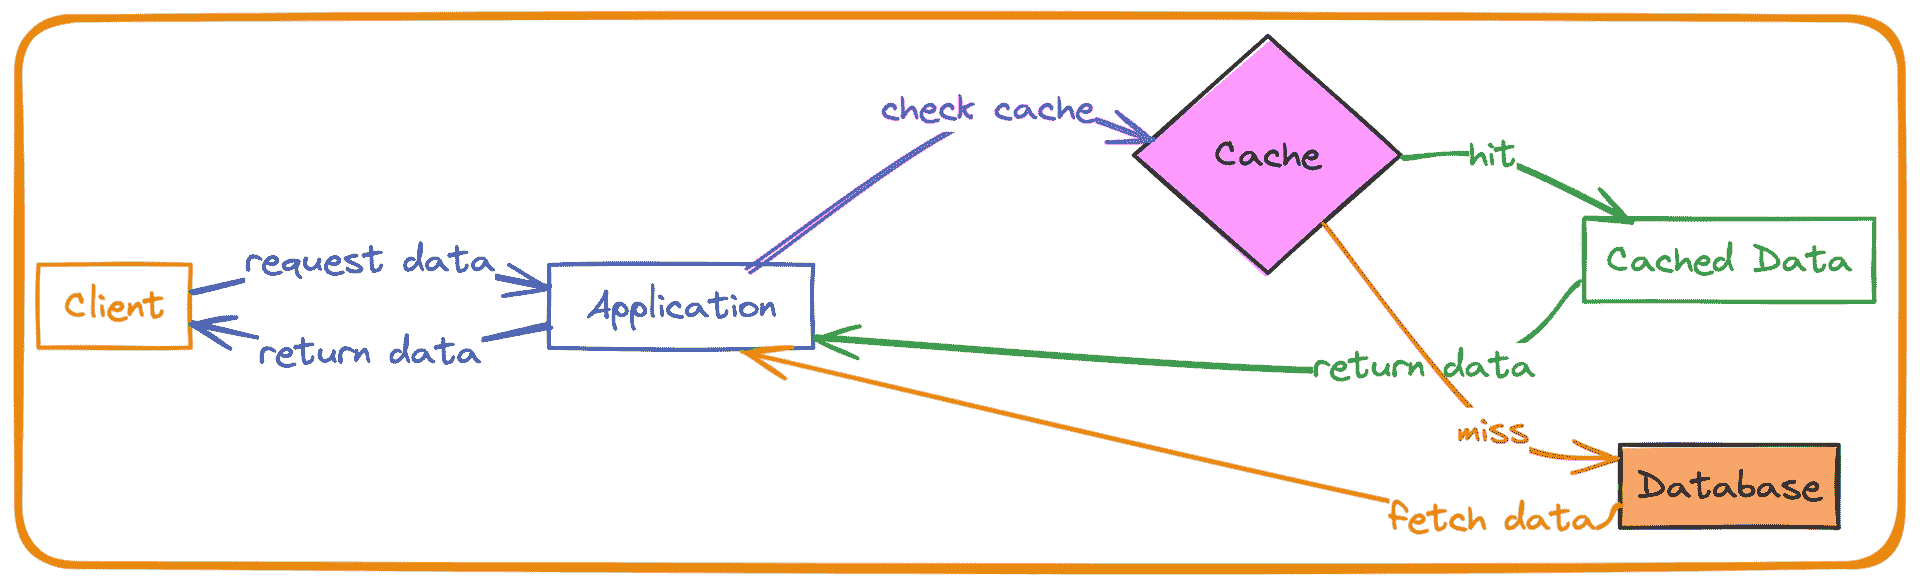 check cache
Cache
hit
request data
Cached Data
Client
Application
return data
return data
miss
Database
fetch data